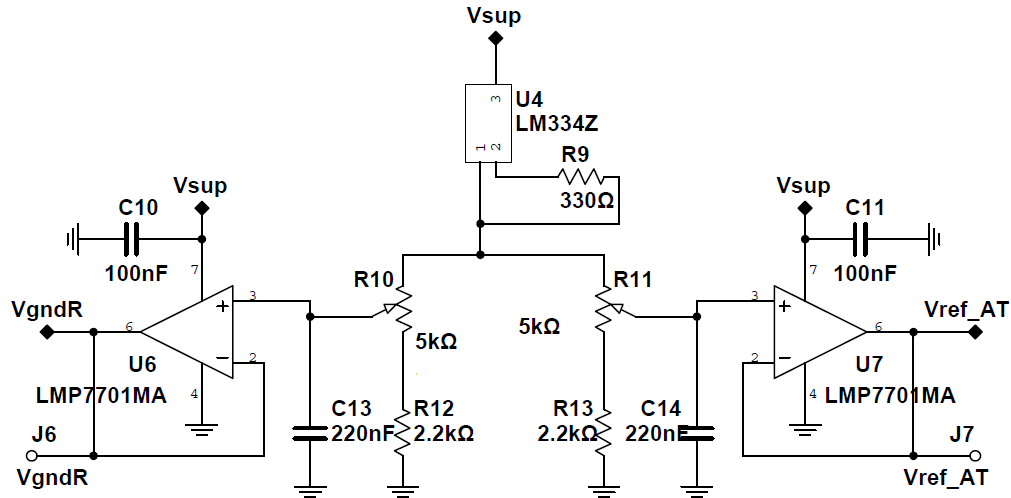 Vsup
3
U4
LM334Z
1 2
R9
330Ω
Vsup
C10
100nF
7
Vsup
C11
100nF
7
R10
5kΩ
R11
5kΩ
VgndR
6
+
3
−
2
U6
LMP7701MA
4
3
+
2
−
6
Vref_AT
U7
LMP7701MA
4
J6
VgndR
C13
220nF
R12
2.2kΩ
R13
2.2kΩ
C14
220nF
J7
Vref_AT